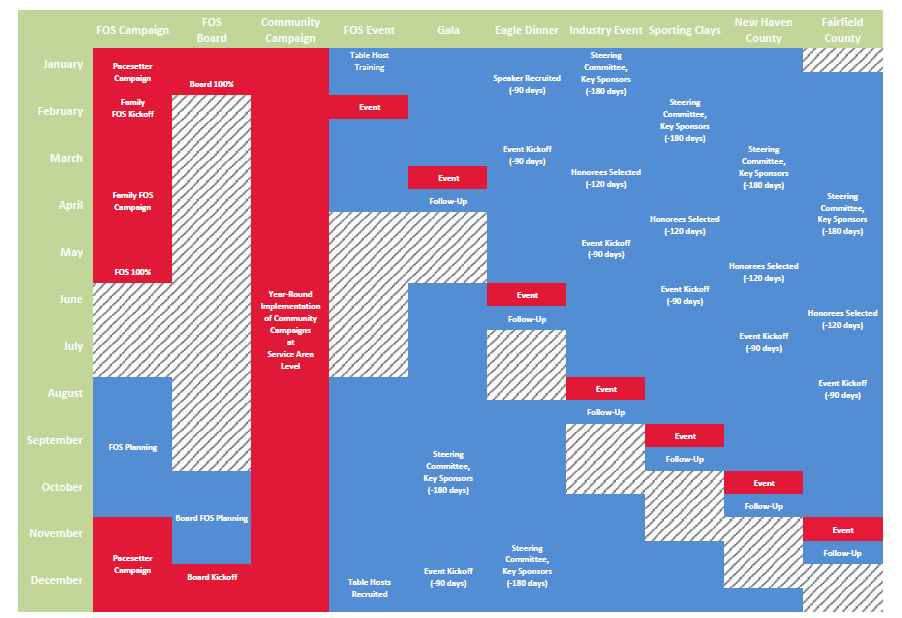 FOS Campaign
FOS
Board
Community
Campaign
FOS Event
Gala
Eagle Dinner
Industry Event
Sporting Clays
New Haven
County
Fairfield
County
January
February
March
April
May
June
July
August
September
October
November
December
Pacesetter
Campaign
Family
FOS Kickoff
Family FOS
Campaign
FOS 100%
FOS Planning
Pacesetter
Campaign
Board 100%
Board FOS Planning
Board Kickoff
Year-Round
Implementation
of Community
Campaigns
at
Service Area
Level
Table Host
Training
Event
Table Hosts
Recruited
Event
Follow-Up
Steering
Committee,
Key Sponsors
(-180 days)
Event Kickoff
(-90 days)
Speaker Recruited
(-90 days)
Event Kickoff
(-90 days)
Event
Follow-Up
Steering
Committee,
Key Sponsors
(-180 days)
Steering
Committee,
Key Sponsors
(-180 days)
Honorees Selected
(-120 days)
Event Kickoff
(-90 days)
Event
Follow-Up
Steering
Committee,
Key Sponsors
(-180 days)
Honorees Selected
(-120 days)
Event Kickoff
(-90 days)
Event
Follow-Up
Steering
Committee,
Key Sponsors
(-180 days)
Honorees Selected
(-120 days)
Event Kickoff
(-90 days)
Event
Follow-Up
Steering
Committee,
Key Sponsors
(-180 days)
Honorees Selected
(-120 days)
Event Kickoff
(-90 days)
Event
Follow-Up